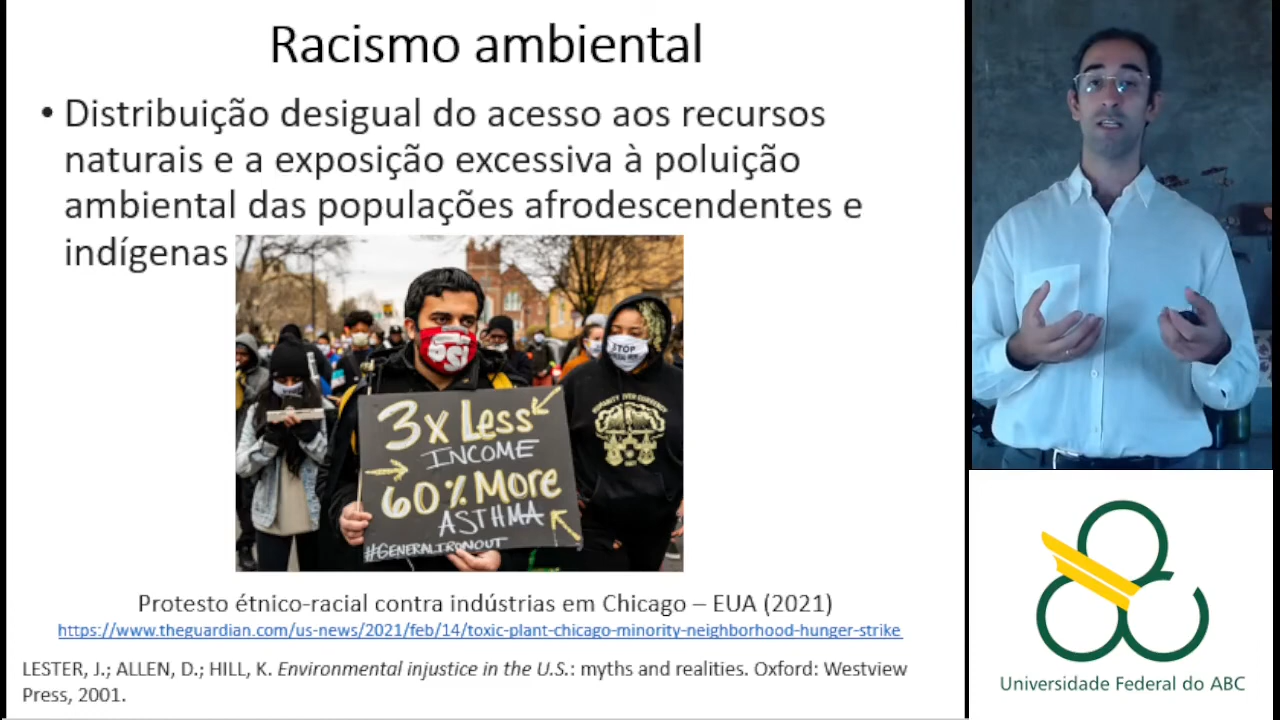 Racismo ambiental
• Distribuição desigual do acesso aos recursos
naturais e a exposição excessiva à poluição
ambiental das populações afrodescendentes e
indígenas
STOP
HUMANITY OVER CURRENCY
3x Less
INCOME
60% More
ASTHMA
#GENERALIRONOUT
Protesto étnico-racial contra indústrias em Chicago – EUA (2021)
https://www.theguardian.com/us-news/2021/feb/14/toxic-plant-chicago-minority-neighborhood-hunger-strike
LESTER, J.; ALLEN, D.; HILL, K. Environmental injustice in the U.S.: myths and realities. Oxford: Westview
Press, 2001.
Universidade Federal do ABC